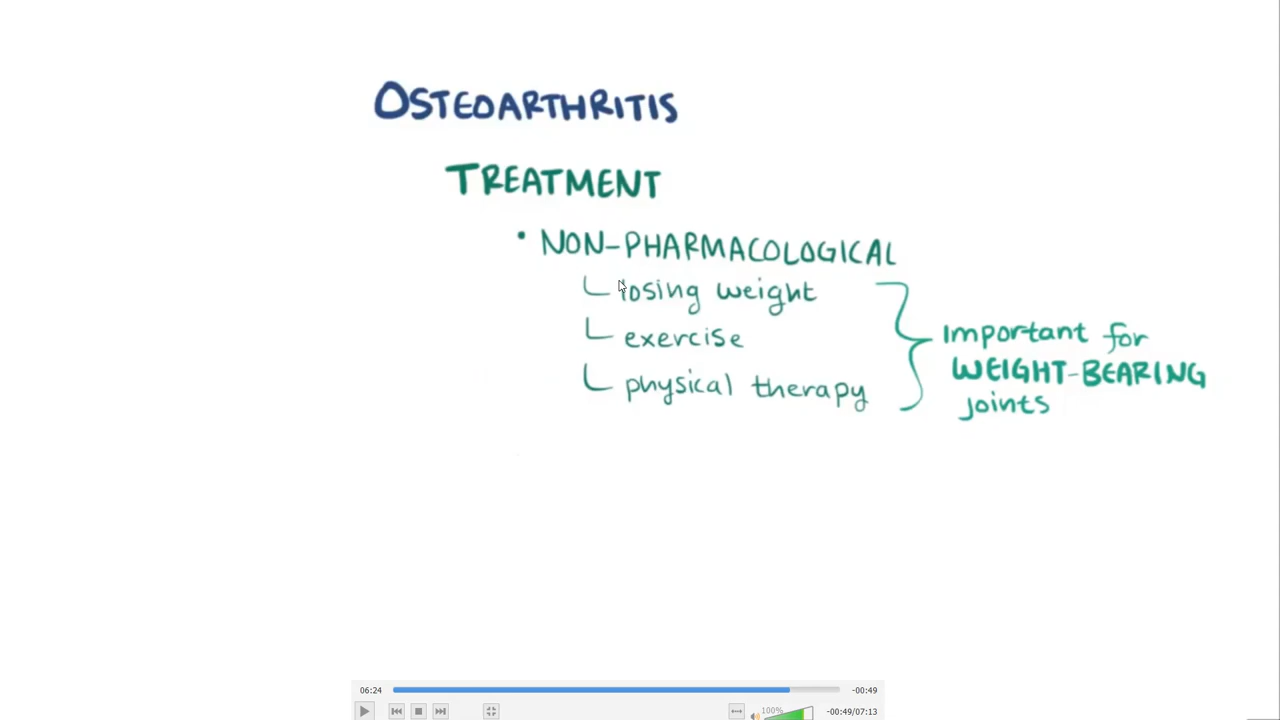 OSTEOARTHRITIS
TREATMENT
• NON-PHARMACOLOGICAL
losing weight
exercise
physical therapy
Important for
WEIGHT-BEARING
joints
06:24
-00:49
100%
-00:49/07:13